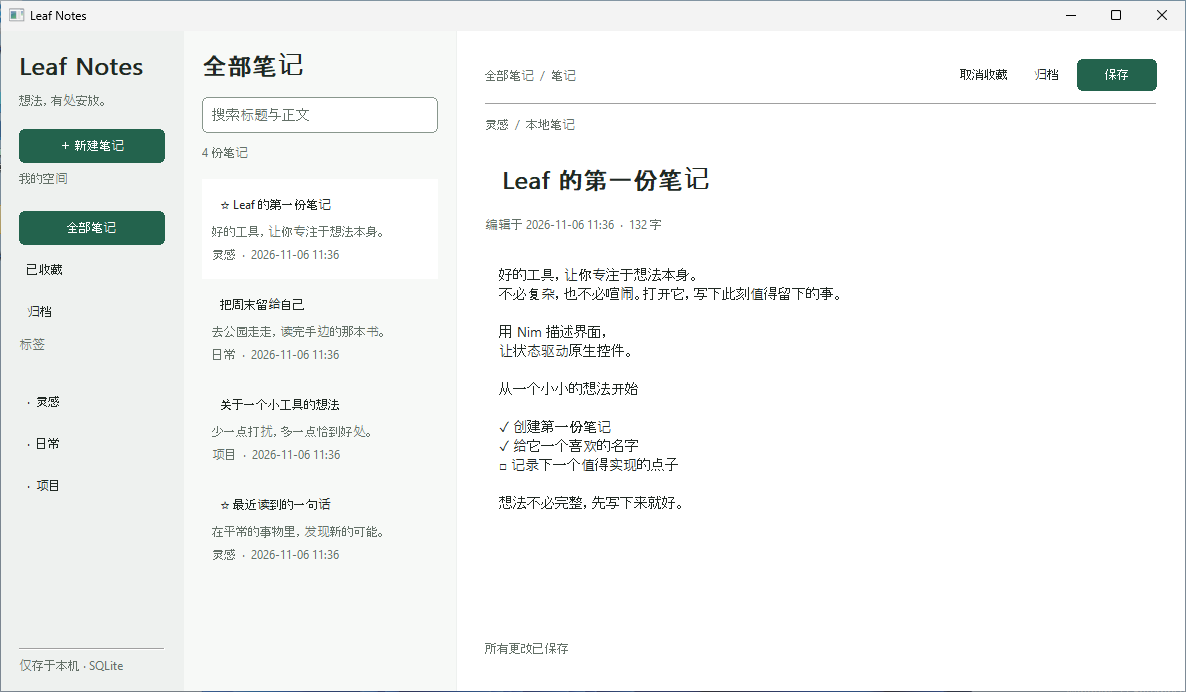 Leaf Notes
Leaf Notes
想法，有处安放。
+ 新建笔记
我的空间
全部笔记
已收藏
归档
标签
· 灵感
· 日常
· 项目
仅存于本机 · SQLite
全部笔记
搜索标题与正文
4 份笔记
☆ Leaf 的第一份笔记
好的工具，让你专注于想法本身。
灵感 · 2026-11-06 11:36
把周末留给自己
去公园走走，读完手边的那本书。
日常 · 2026-11-06 11:36
关于一个小工具的想法
少一点打扰，多一点恰到好处。
项目 · 2026-11-06 11:36
☆ 最近读到的一句话
在平常的事物里，发现新的可能。
灵感 · 2026-11-06 11:36
全部笔记 / 笔记
取消收藏 归档 保存
灵感 / 本地笔记
Leaf 的第一份笔记
编辑于 2026-11-06 11:36 · 132 字
好的工具，让你专注于想法本身。
不必复杂，也不必喧闹。打开它，写下此刻值得留下的事。
用 Nim 描述界面，
让状态驱动原生控件。
从一个小小的想法开始
✓ 创建第一份笔记
✓ 给它一个喜欢的名字
□ 记录下一个值得实现的点子
想法不必完整，先写下来就好。
所有更改已保存